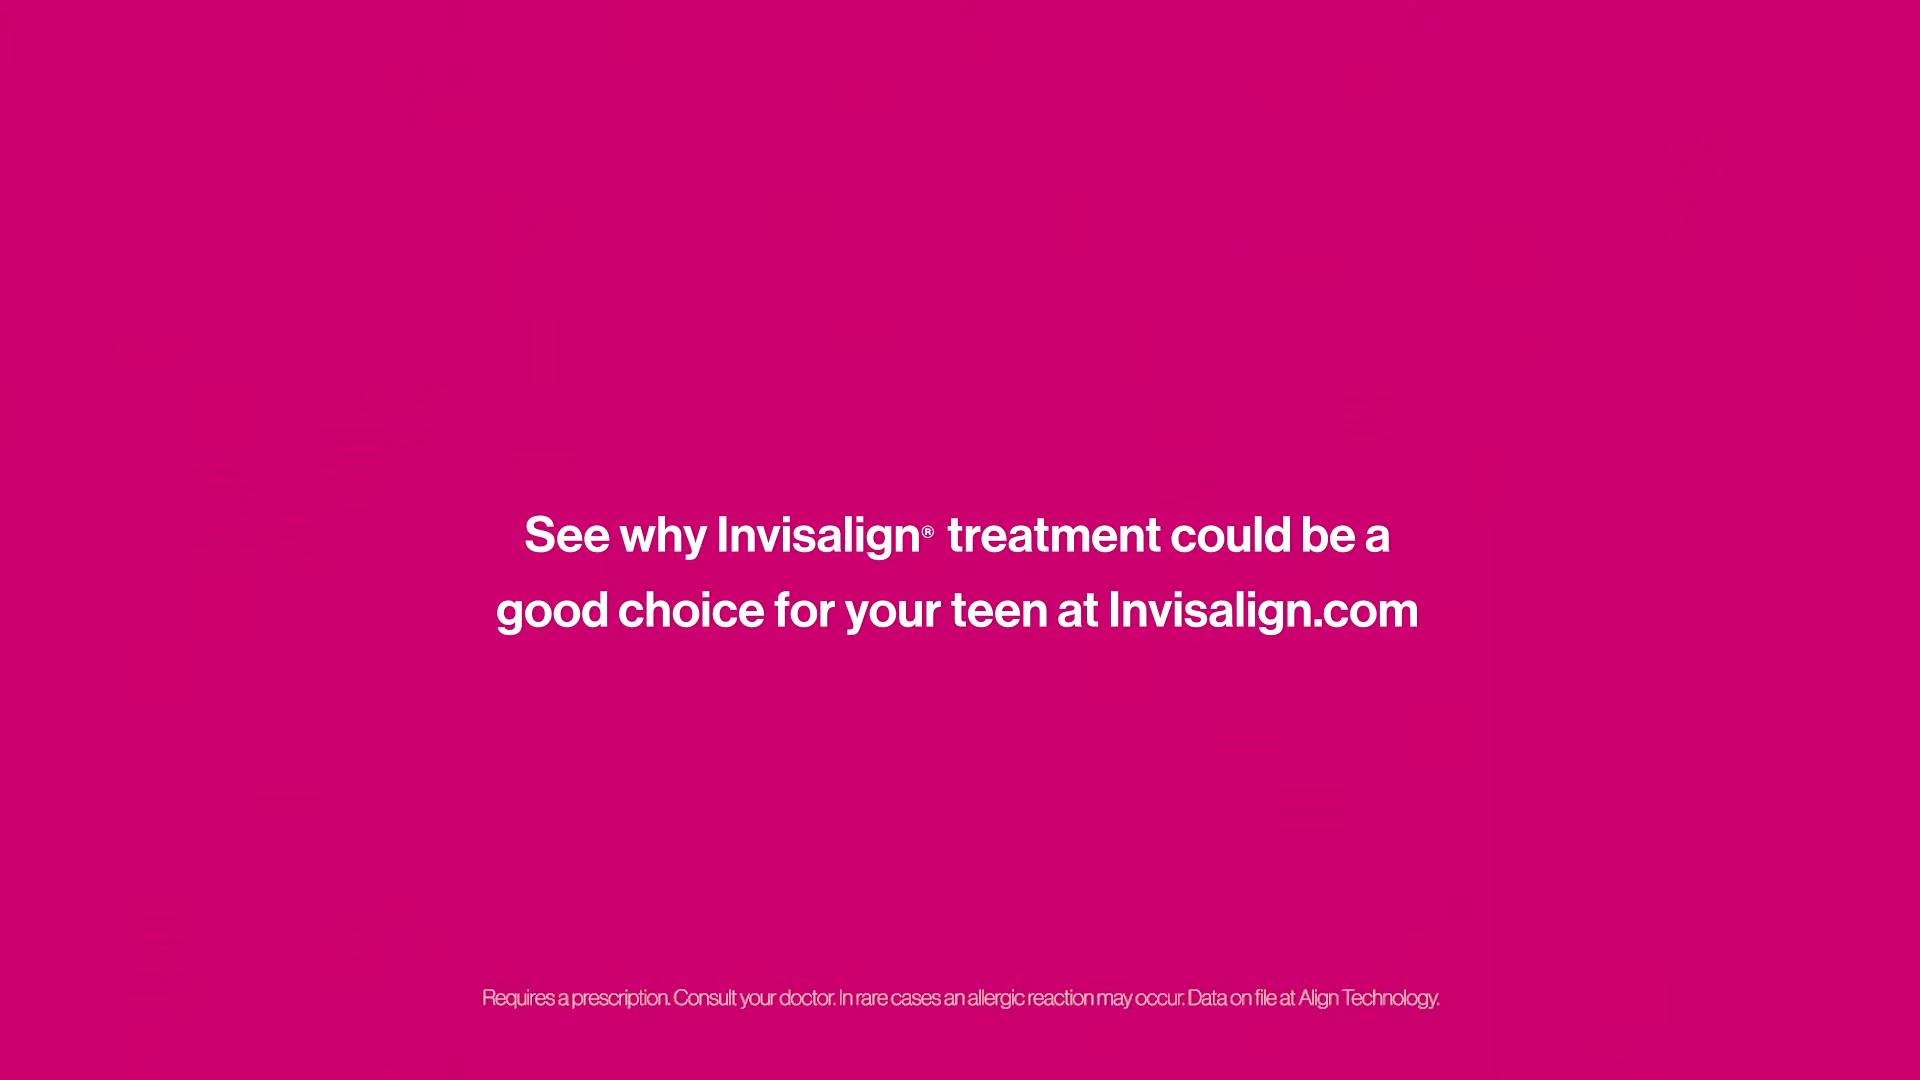 See why Invisalign® treatment could be a
good choice for your teen at Invisalign.com
Requires a prescription. Consult your doctor. In rare cases an allergic reaction may occur. Data on file at Align Technology.